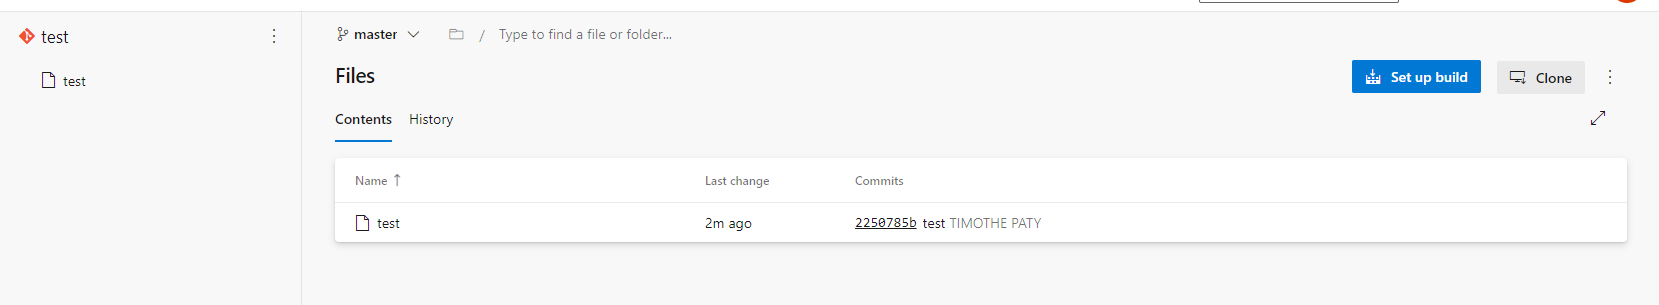 test
test
master / Type to find a file or folder...
Files
Set up build Clone
Contents History
Name ↑ Last change Commits
test 2m ago 2250785b test TIMOTHE PATY